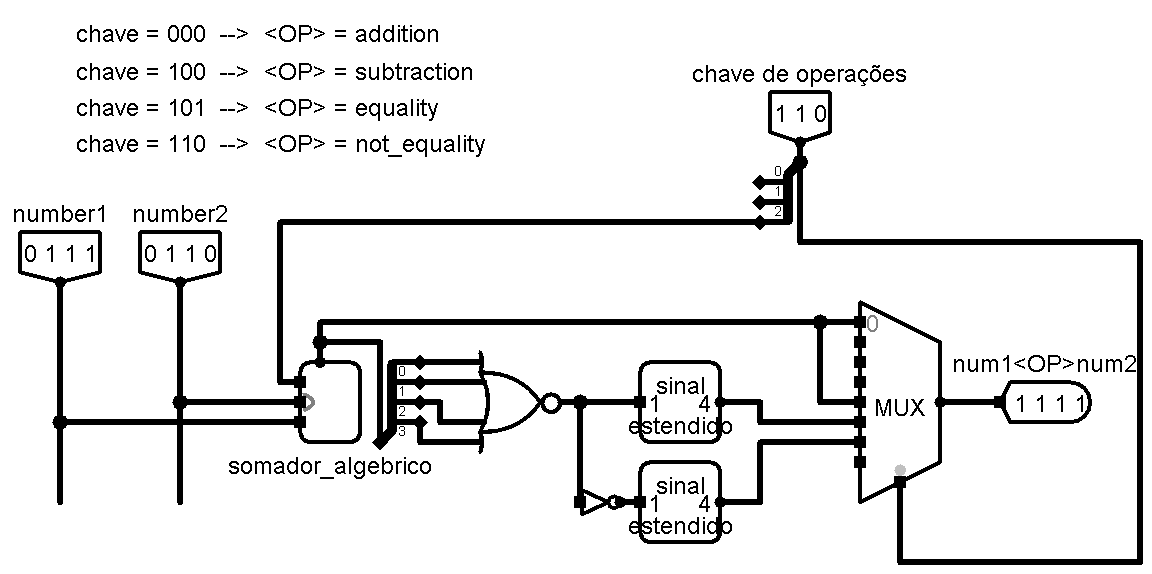 chave = 000 --> <OP> = addition
chave = 100 --> <OP> = subtraction
chave = 101 --> <OP> = equality
chave = 110 --> <OP> = not_equality
chave de operações
1 1 0
0
1
2
number1
number2
0 1 1 1
0 1 1 0
0
1
2
3
somador_algebrico
sinal
1 4
estendido
sinal
1 4
estendido
0
MUX
num1<OP>num2
1 1 1 1